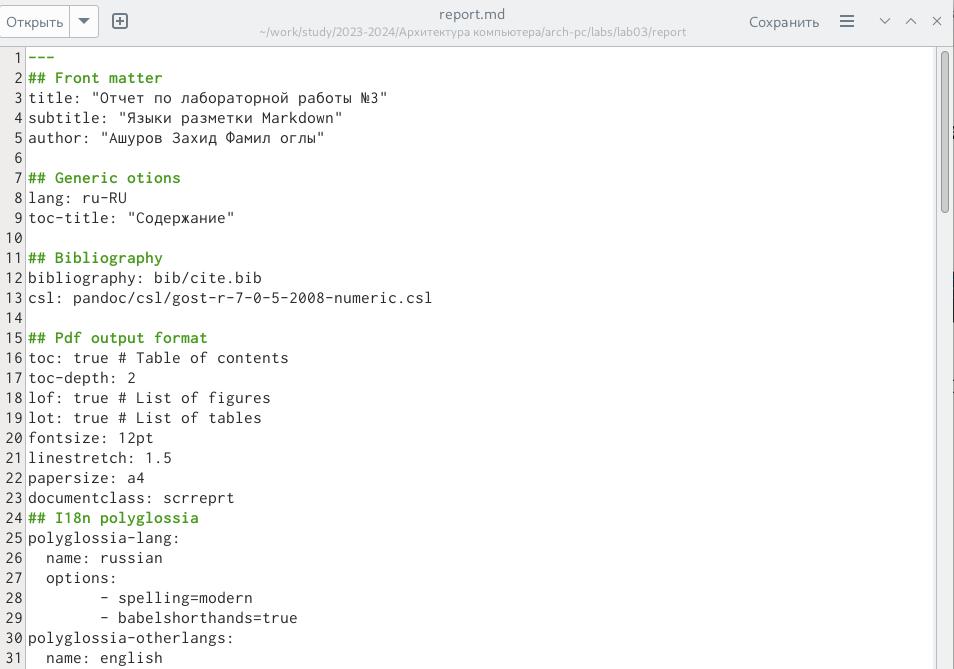 Открыть
report.md
~/work/study/2023-2024/Архитектура компьютера/arch-pc/labs/lab03/report
Сохранить
1 ---
2 ## Front matter
3 title: "Отчет по лабораторной работы №3"
4 subtitle: "Языки разметки Markdown"
5 author: "Ашуров Захид Фамил оглы"
6
7 ## Generic otions
8 lang: ru-RU
9 toc-title: "Содержание"
10
11 ## Bibliography
12 bibliography: bib/cite.bib
13 csl: pandoc/csl/gost-r-7-0-5-2008-numeric.csl
14
15 ## Pdf output format
16 toc: true # Table of contents
17 toc-depth: 2
18 lof: true # List of figures
19 lot: true # List of tables
20 fontsize: 12pt
21 linestretch: 1.5
22 papersize: a4
23 documentclass: scrreprt
24 ## I18n polyglossia
25 polyglossia-lang:
26   name: russian
27   options:
28         - spelling=modern
29         - babelshorthands=true
30 polyglossia-otherlangs:
31   name: english